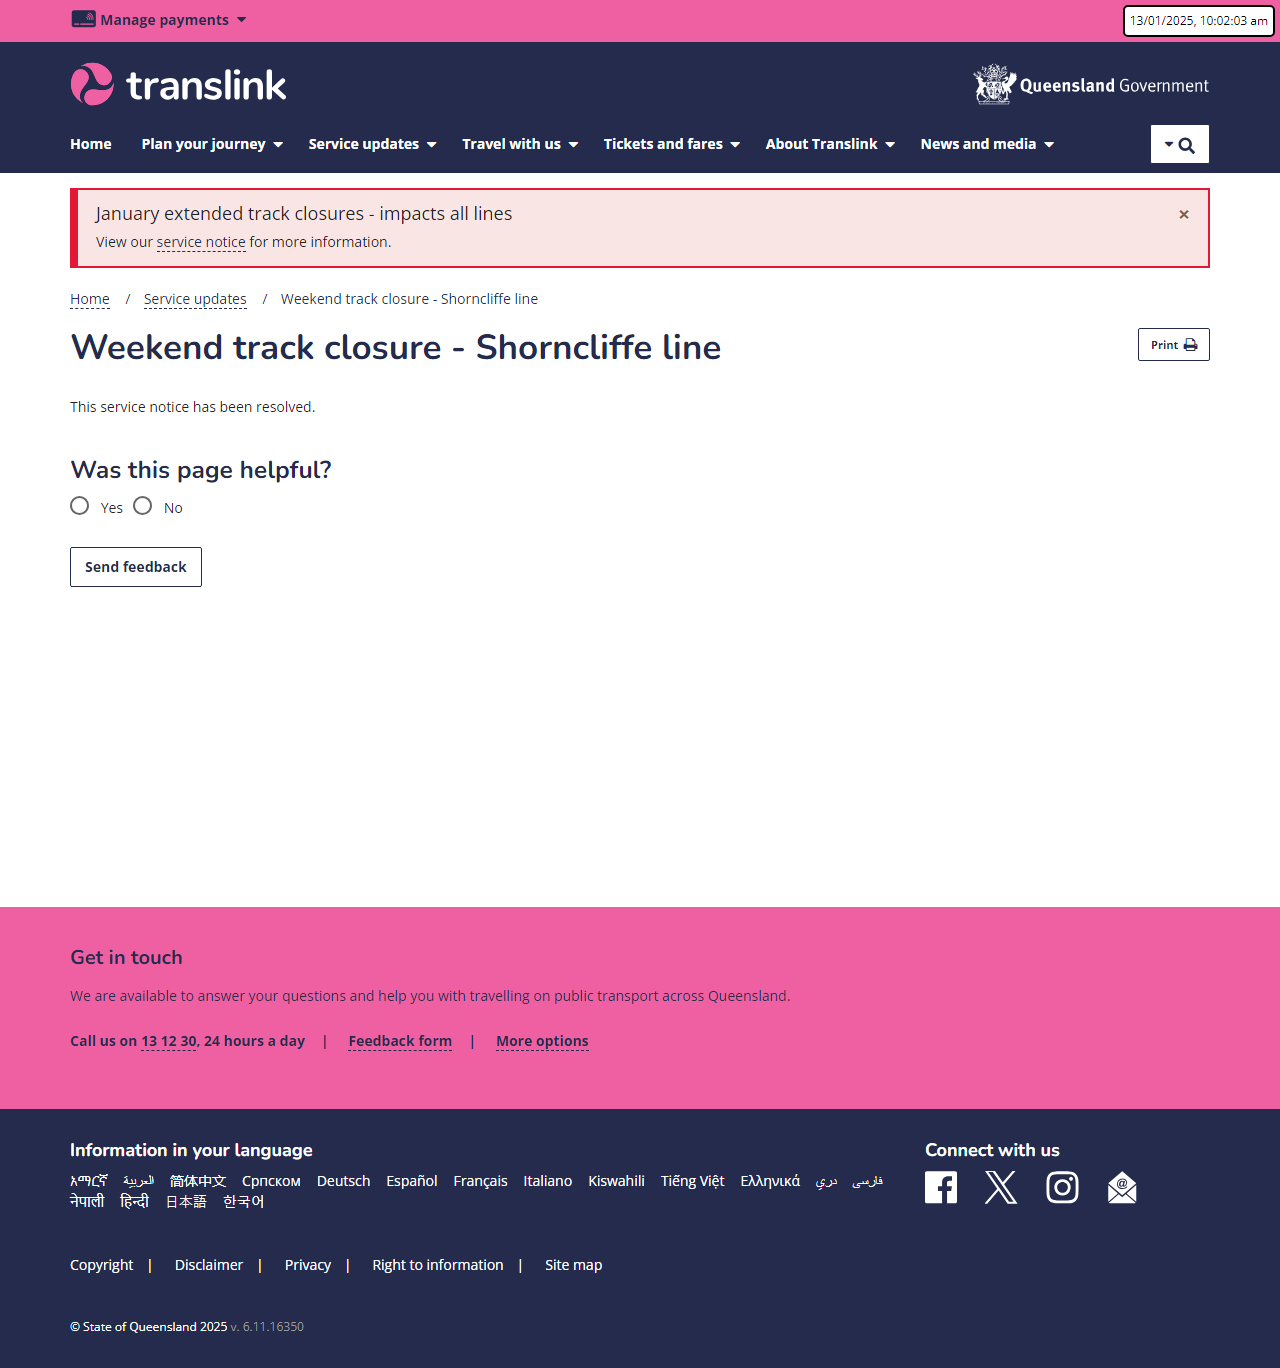 Manage payments
13/01/2025, 10:02:03 am
translink
Queensland Government
Home Plan your journey Service updates Travel with us Tickets and fares About Translink News and media
January extended track closures - impacts all lines
×
View our service notice for more information.
Home / Service updates / Weekend track closure - Shorncliffe line
Weekend track closure - Shorncliffe line
Print
This service notice has been resolved.
Was this page helpful?
Yes No
Send feedback
Get in touch
We are available to answer your questions and help you with travelling on public transport across Queensland.
Call us on 13 12 30, 24 hours a day | Feedback form | More options
Information in your language
Connect with us
አማርኛ العربية 简体中文 Српском Deutsch Español Français Italiano Kiswahili Tiếng Việt Ελληνικά دري فارسی
नेपाली हिन्दी 日本語 한국어
Copyright | Disclaimer | Privacy | Right to information | Site map
© State of Queensland 2025 v. 6.11.16350